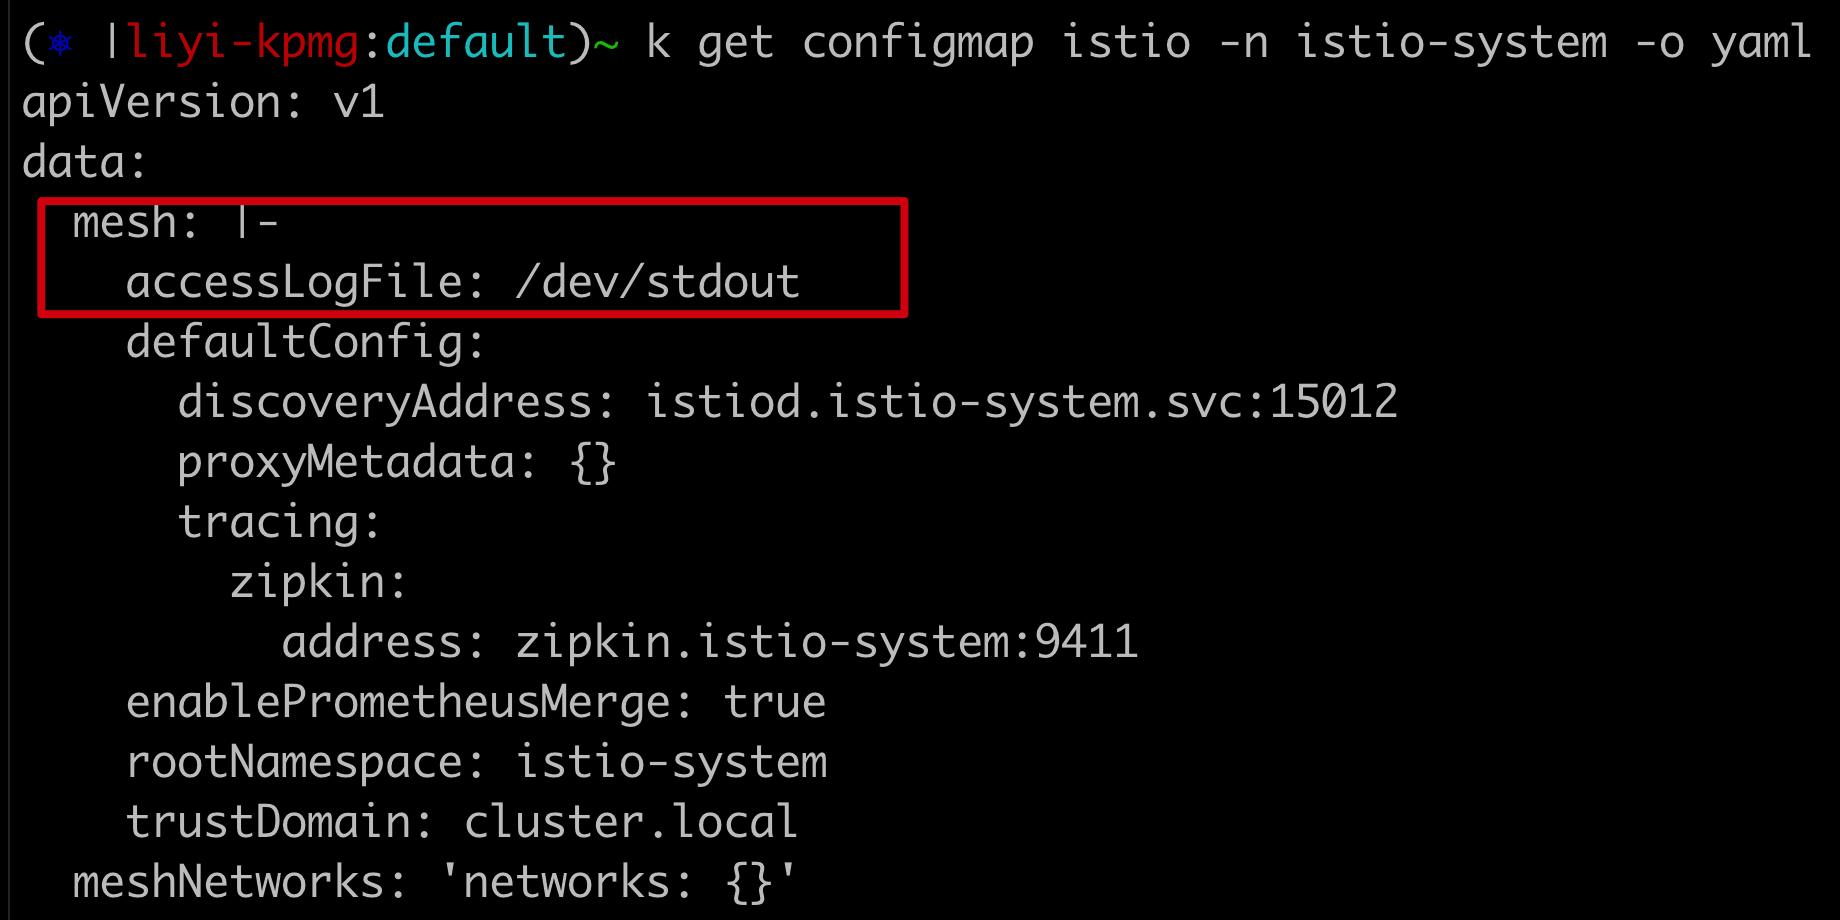 (⎈ |liyi-kpmg:default)~ k get configmap istio -n istio-system -o yaml
apiVersion: v1
data:
  mesh: |-
    accessLogFile: /dev/stdout
    defaultConfig:
      discoveryAddress: istiod.istio-system.svc:15012
      proxyMetadata: {}
      tracing:
        zipkin:
          address: zipkin.istio-system:9411
    enablePrometheusMerge: true
    rootNamespace: istio-system
    trustDomain: cluster.local
  meshNetworks: 'networks: {}'